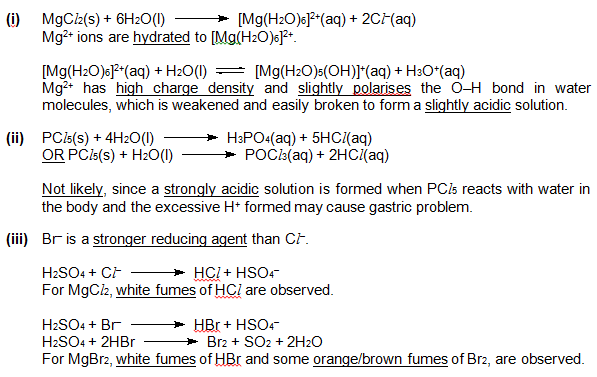 (i) MgCl2(s) + 6H2O(l) ⟶ [Mg(H2O)6]2+(aq) + 2Cl-(aq)
Mg2+ ions are hydrated to [Mg(H2O)6]2+.
[Mg(H2O)6]2+(aq) + H2O(l) ⇌ [Mg(H2O)5(OH)]+(aq) + H3O+(aq)
Mg2+ has high charge density and slightly polarises the O–H bond in water
molecules, which is weakened and easily broken to form a slightly acidic solution.
(ii) PCl5(s) + 4H2O(l) ⟶ H3PO4(aq) + 5HCl(aq)
OR PCl5(s) + H2O(l) ⟶ POCl3(aq) + 2HCl(aq)
Not likely, since a strongly acidic solution is formed when PCl5 reacts with water in
the body and the excessive H+ formed may cause gastric problem.
(iii) Br- is a stronger reducing agent than Cl-.
H2SO4 + Cl- ⟶ HCl + HSO4-
For MgCl2, white fumes of HCl are observed.
H2SO4 + Br- ⟶ HBr + HSO4-
H2SO4 + 2HBr ⟶ Br2 + SO2 + 2H2O
For MgBr2, white fumes of HBr and some orange/brown fumes of Br2, are observed.